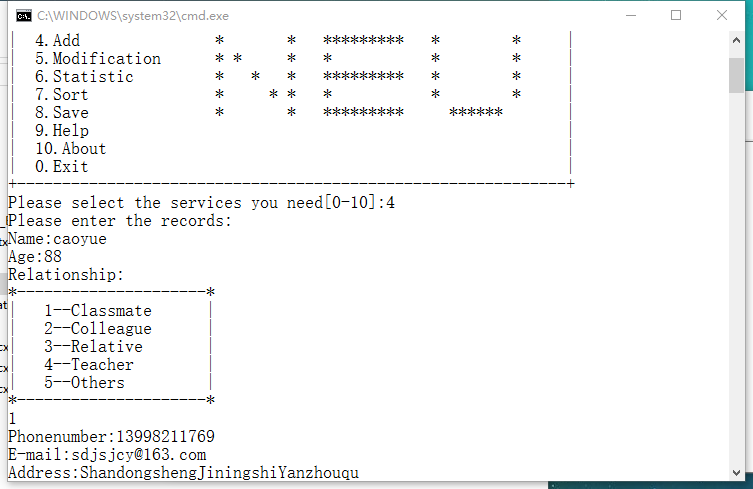 C:\WINDOWS\system32\cmd.exe
|  4.Add               *       *   *********   *        *     |
|  5.Modification      * *     *   *           *        *     |
|  6.Statistic         *   *   *   *********   *        *     |
|  7.Sort              *     * *   *           *        *     |
|  8.Save              *       *   *********     ******       |
|  9.Help                                                     |
|  10.About                                                   |
|  0.Exit                                                     |
+-------------------------------------------------------------+
Please select the services you need[0-10]:4
Please enter the records:
Name:caoyue
Age:88
Relationship:
*---------------------*
|   1--Classmate      |
|   2--Colleague      |
|   3--Relative       |
|   4--Teacher        |
|   5--Others         |
*---------------------*
1
Phonenumber:13998211769
E-mail:sdjsjcy@163.com
Address:ShandongshengJiningshiYanzhouqu